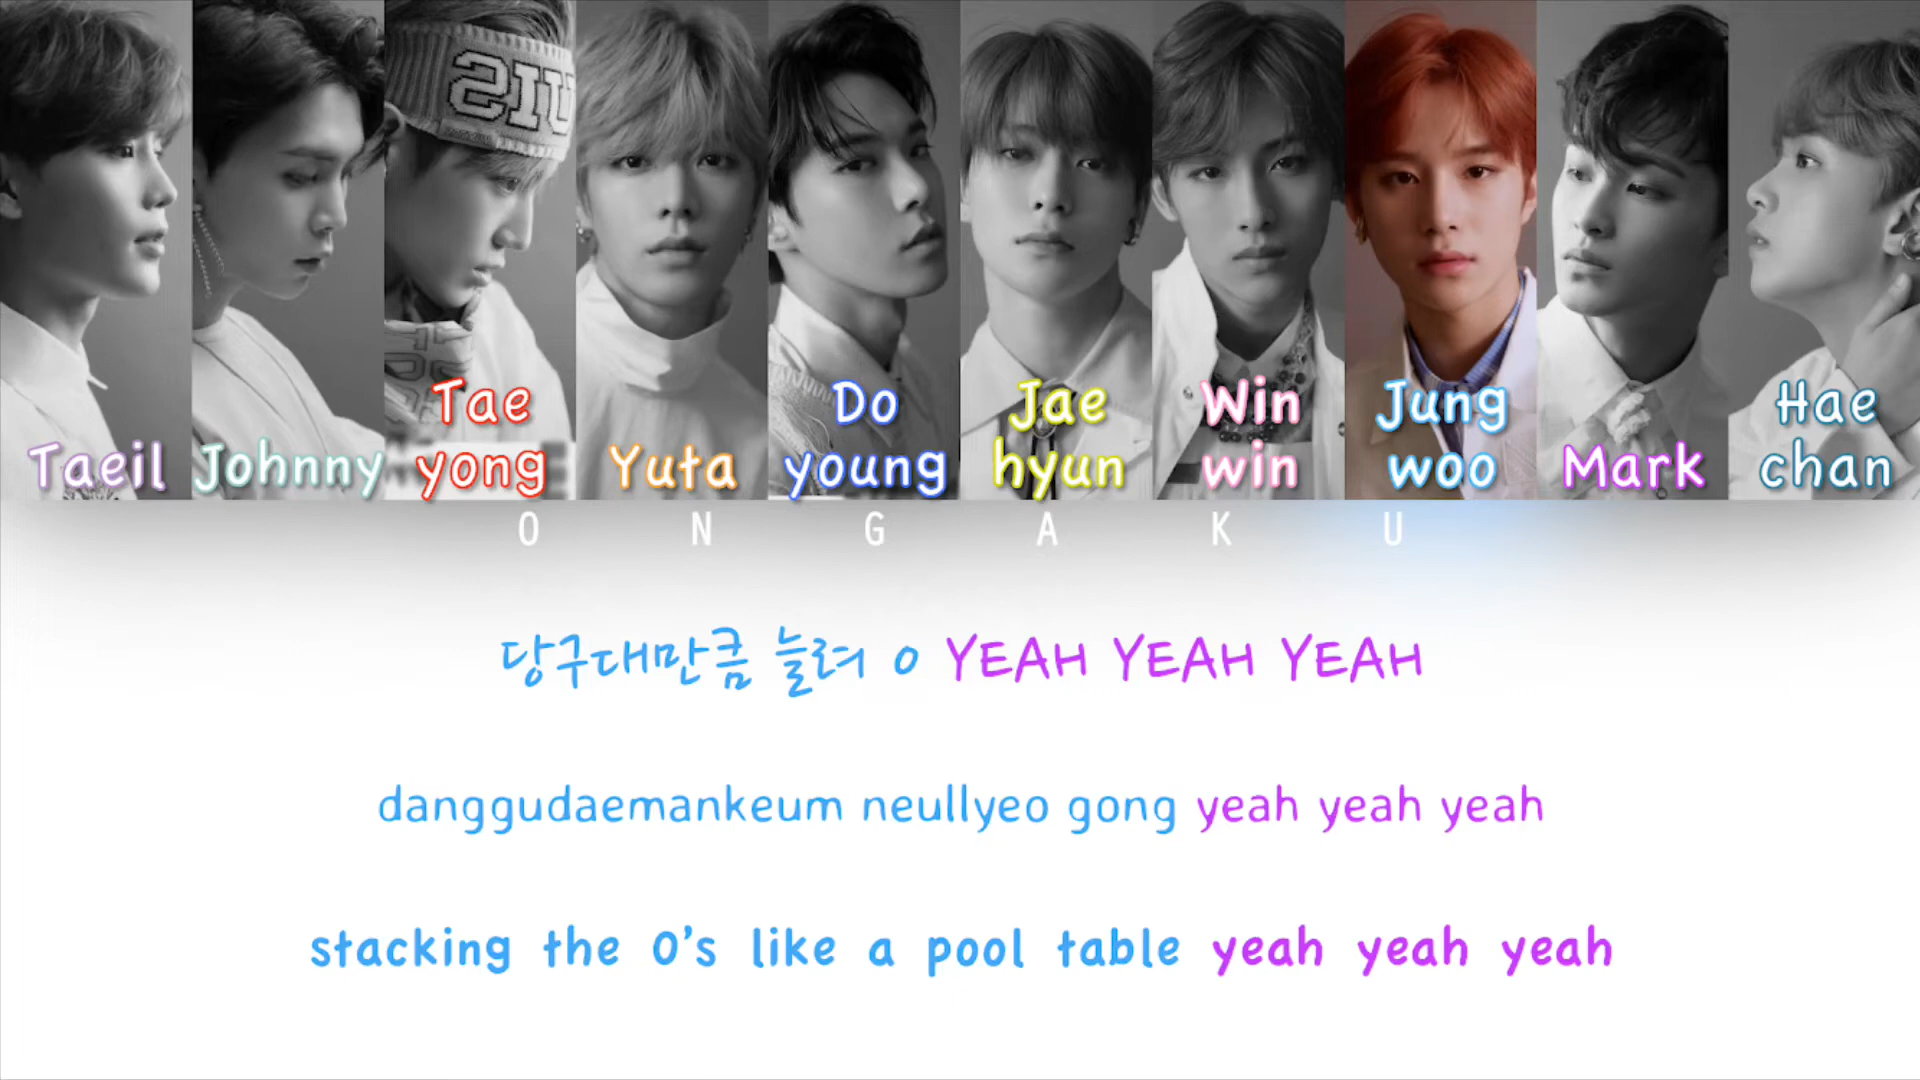 Taeil
Johnny
Tae
yong
Yuta
Do
young
Jae
hyun
Win
win
Jung
woo
Mark
Hae
chan
O N G A K U
당구대만큼 늘려 0 YEAH YEAH YEAH
danggudaemankeum neullyeo gong yeah yeah yeah
stacking the 0's like a pool table yeah yeah yeah